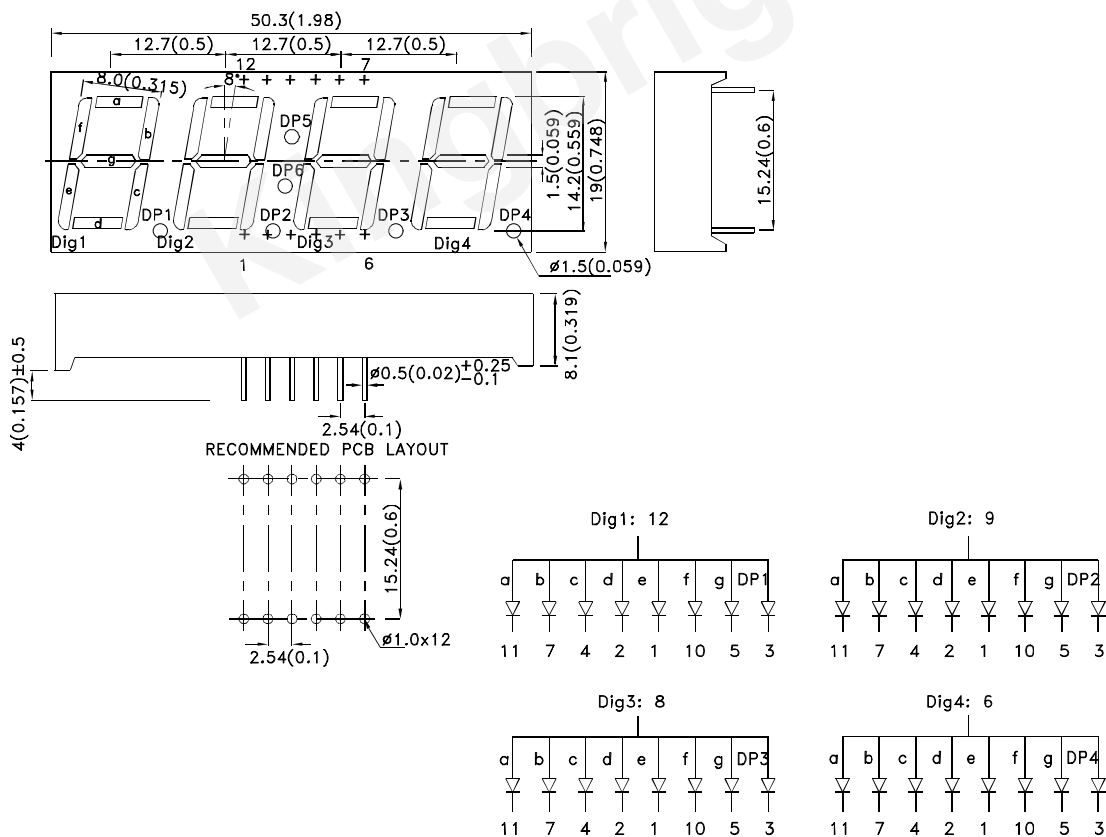 50.3(1.98)
12.7(0.5) 12.7(0.5) 12.7(0.5)
12 7
8.0(0.315) 8°
a
f b
g
e c
d
DP5
DP6
DP1 DP2 DP3 DP4
Dig1 Dig2 Dig3 Dig4
1 6
1.5(0.059)
14.2(0.559)
19(0.748)
ø1.5(0.059)
15.24(0.6)
Kingbrig
8.1(0.319)
4(0.157)±0.5
ø0.5(0.02)+0.25 -0.1
2.54(0.1)
RECOMMENDED PCB LAYOUT
15.24(0.6)
ø1.0x12
2.54(0.1)
Dig1: 12
a b c d e f g DP1
11 7 4 2 1 10 5 3
Dig2: 9
a b c d e f g DP2
11 7 4 2 1 10 5 3
Dig3: 8
a b c d e f g DP3
11 7 4 2 1 10 5 3
Dig4: 6
a b c d e f g DP4
11 7 4 2 1 10 5 3